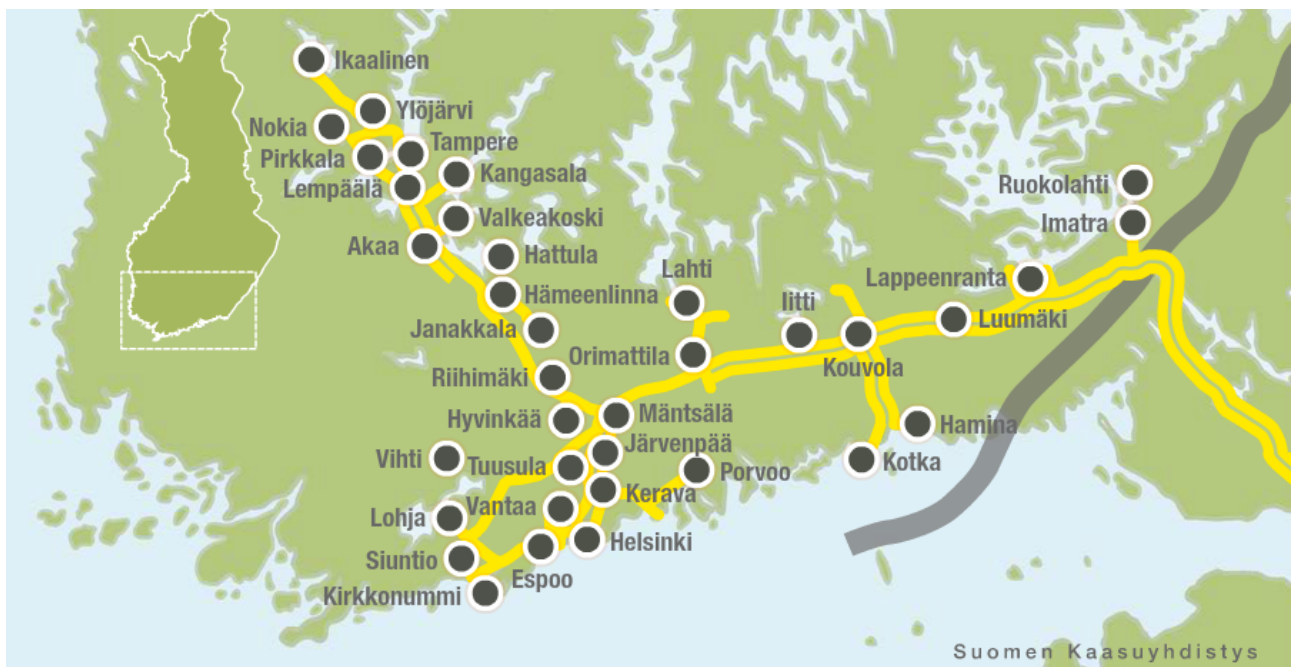 Ikaalinen
Ylöjärvi
Nokia
Tampere
Pirkkala
Kangasala
Lempäälä
Ruokolahti
Valkeakoski
Imatra
Akaa
Hattula
Lahti
Lappeenranta
Hämeenlinna
Iitti
Janakkala
Luumäki
Orimattila
Kouvola
Riihimäki
Mäntsälä
Hyvinkää
Hamina
Järvenpää
Vihti
Tuusula
Porvoo
Kotka
Kerava
Vantaa
Lohja
Helsinki
Siuntio
Espoo
Kirkkonummi
Suomen Kaasuyhdistys